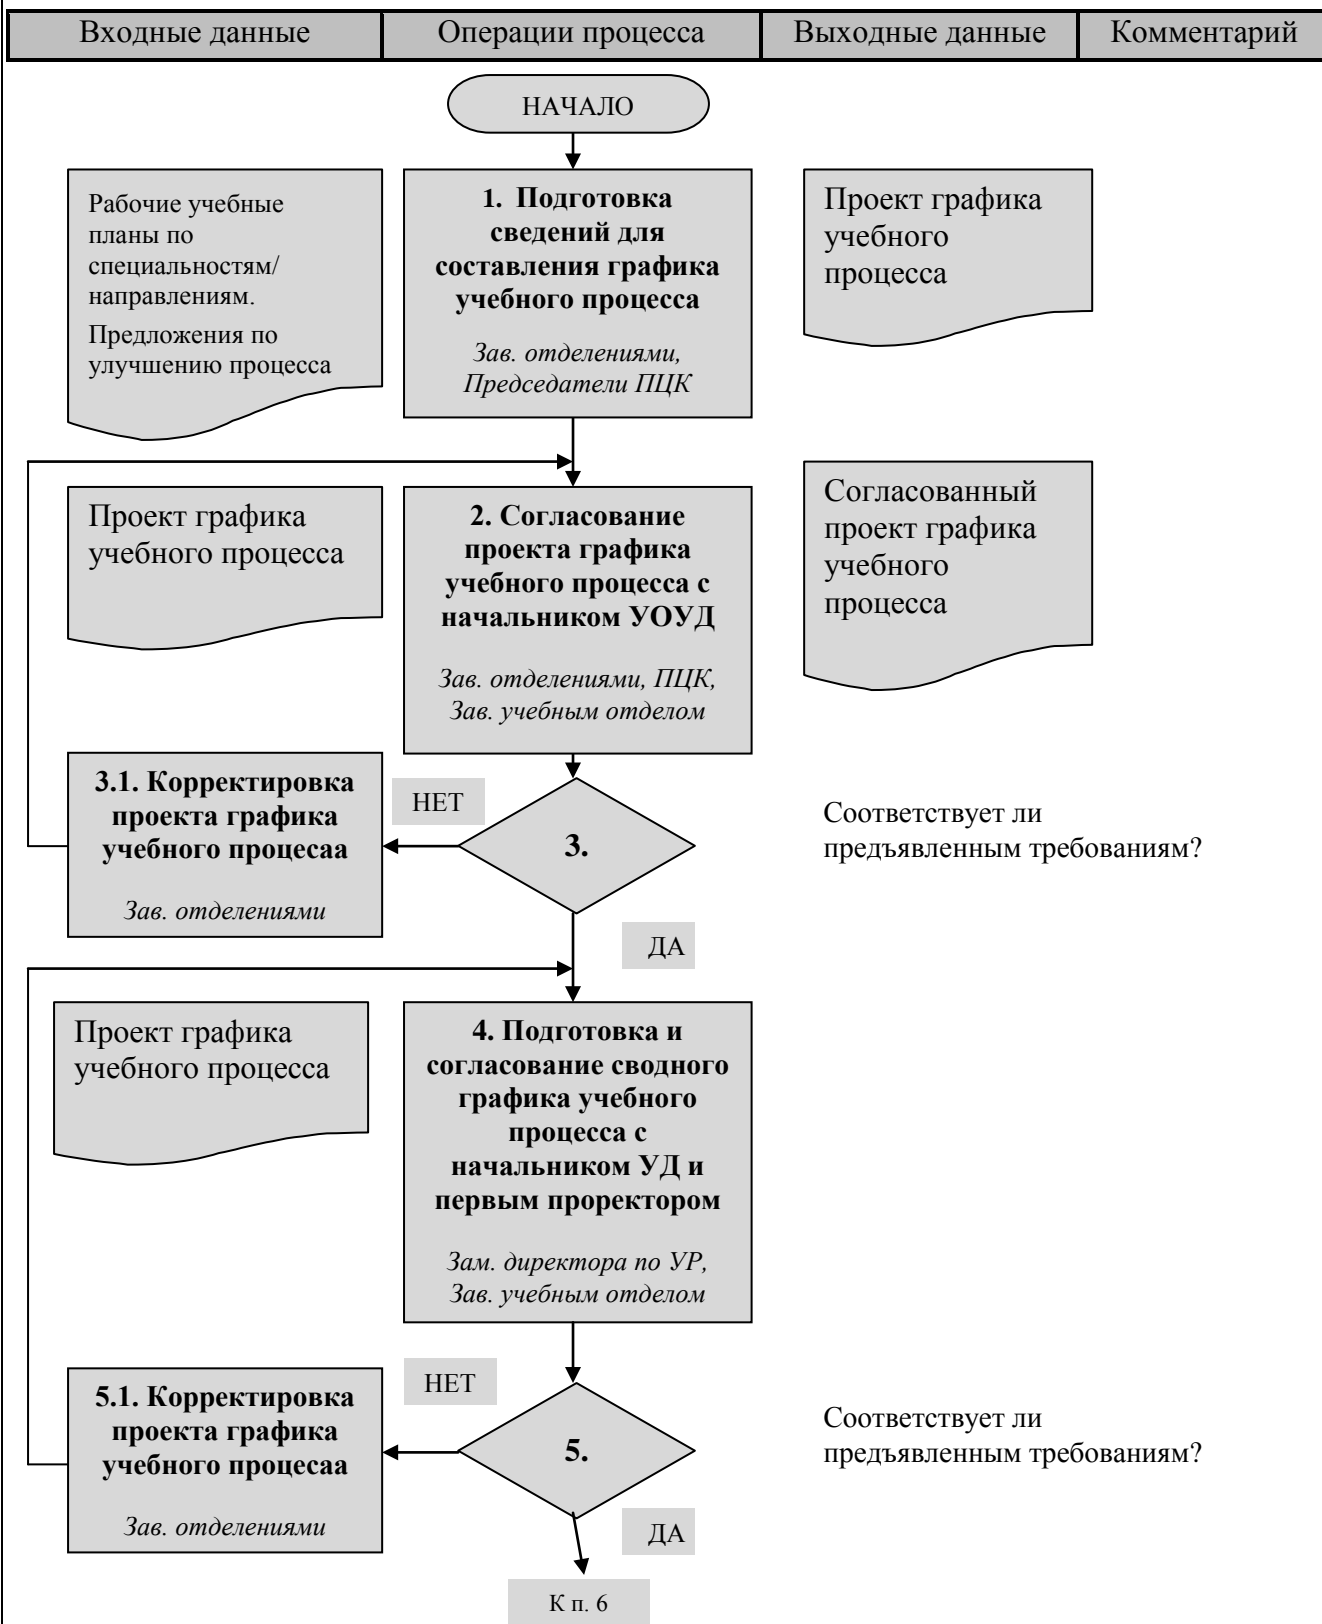 Входные данные
Операции процесса
Выходные данные
Комментарий
НАЧАЛО
Рабочие учебные
планы по
специальностям/
направлениям.
Предложения по
улучшению процесса
1. Подготовка
сведений для
составления графика
учебного процесса
Зав. отделениями,
Председатели ПЦК
Проект графика
учебного
процесса
Проект графика
учебного процесса
2. Согласование
проекта графика
учебного процесса с
начальником УОУД
Зав. отделениями, ПЦК,
Зав. учебным отделом
Согласованный
проект графика
учебного
процесса
3.1. Корректировка
проекта графика
учебного процесаа
Зав. отделениями
НЕТ
3.
Соответствует ли
предъявленным требованиям?
ДА
Проект графика
учебного процесса
4. Подготовка и
согласование сводного
графика учебного
процесса с
начальником УД и
первым проректором
Зам. директора по УР,
Зав. учебным отделом
5.1. Корректировка
проекта графика
учебного процесаа
Зав. отделениями
НЕТ
5.
Соответствует ли
предъявленным требованиям?
ДА
К п. 6